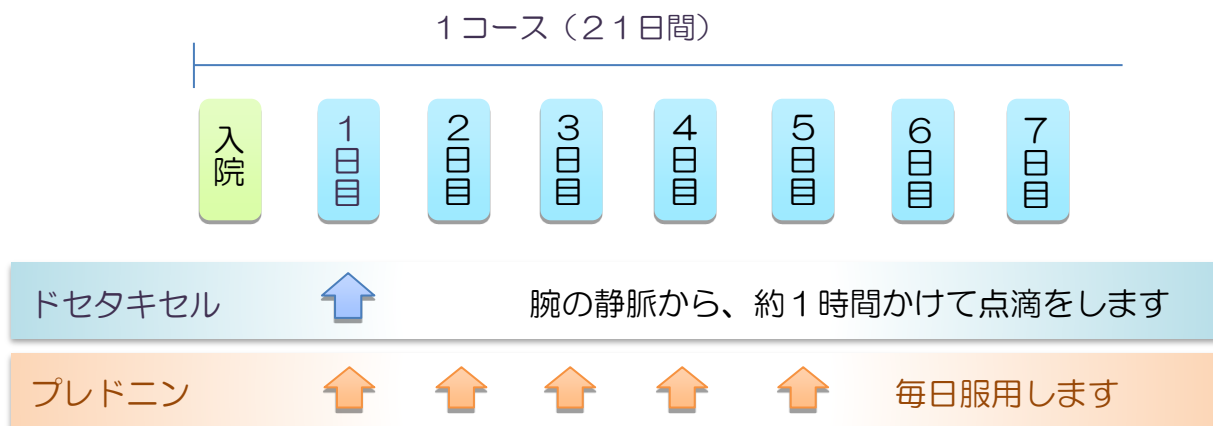 １コース（２１日間）
入院
１日目
２日目
３日目
４日目
５日目
６日目
７日目
ドセタキセル
腕の静脈から、約１時間かけて点滴をします
プレドニン
毎日服用します